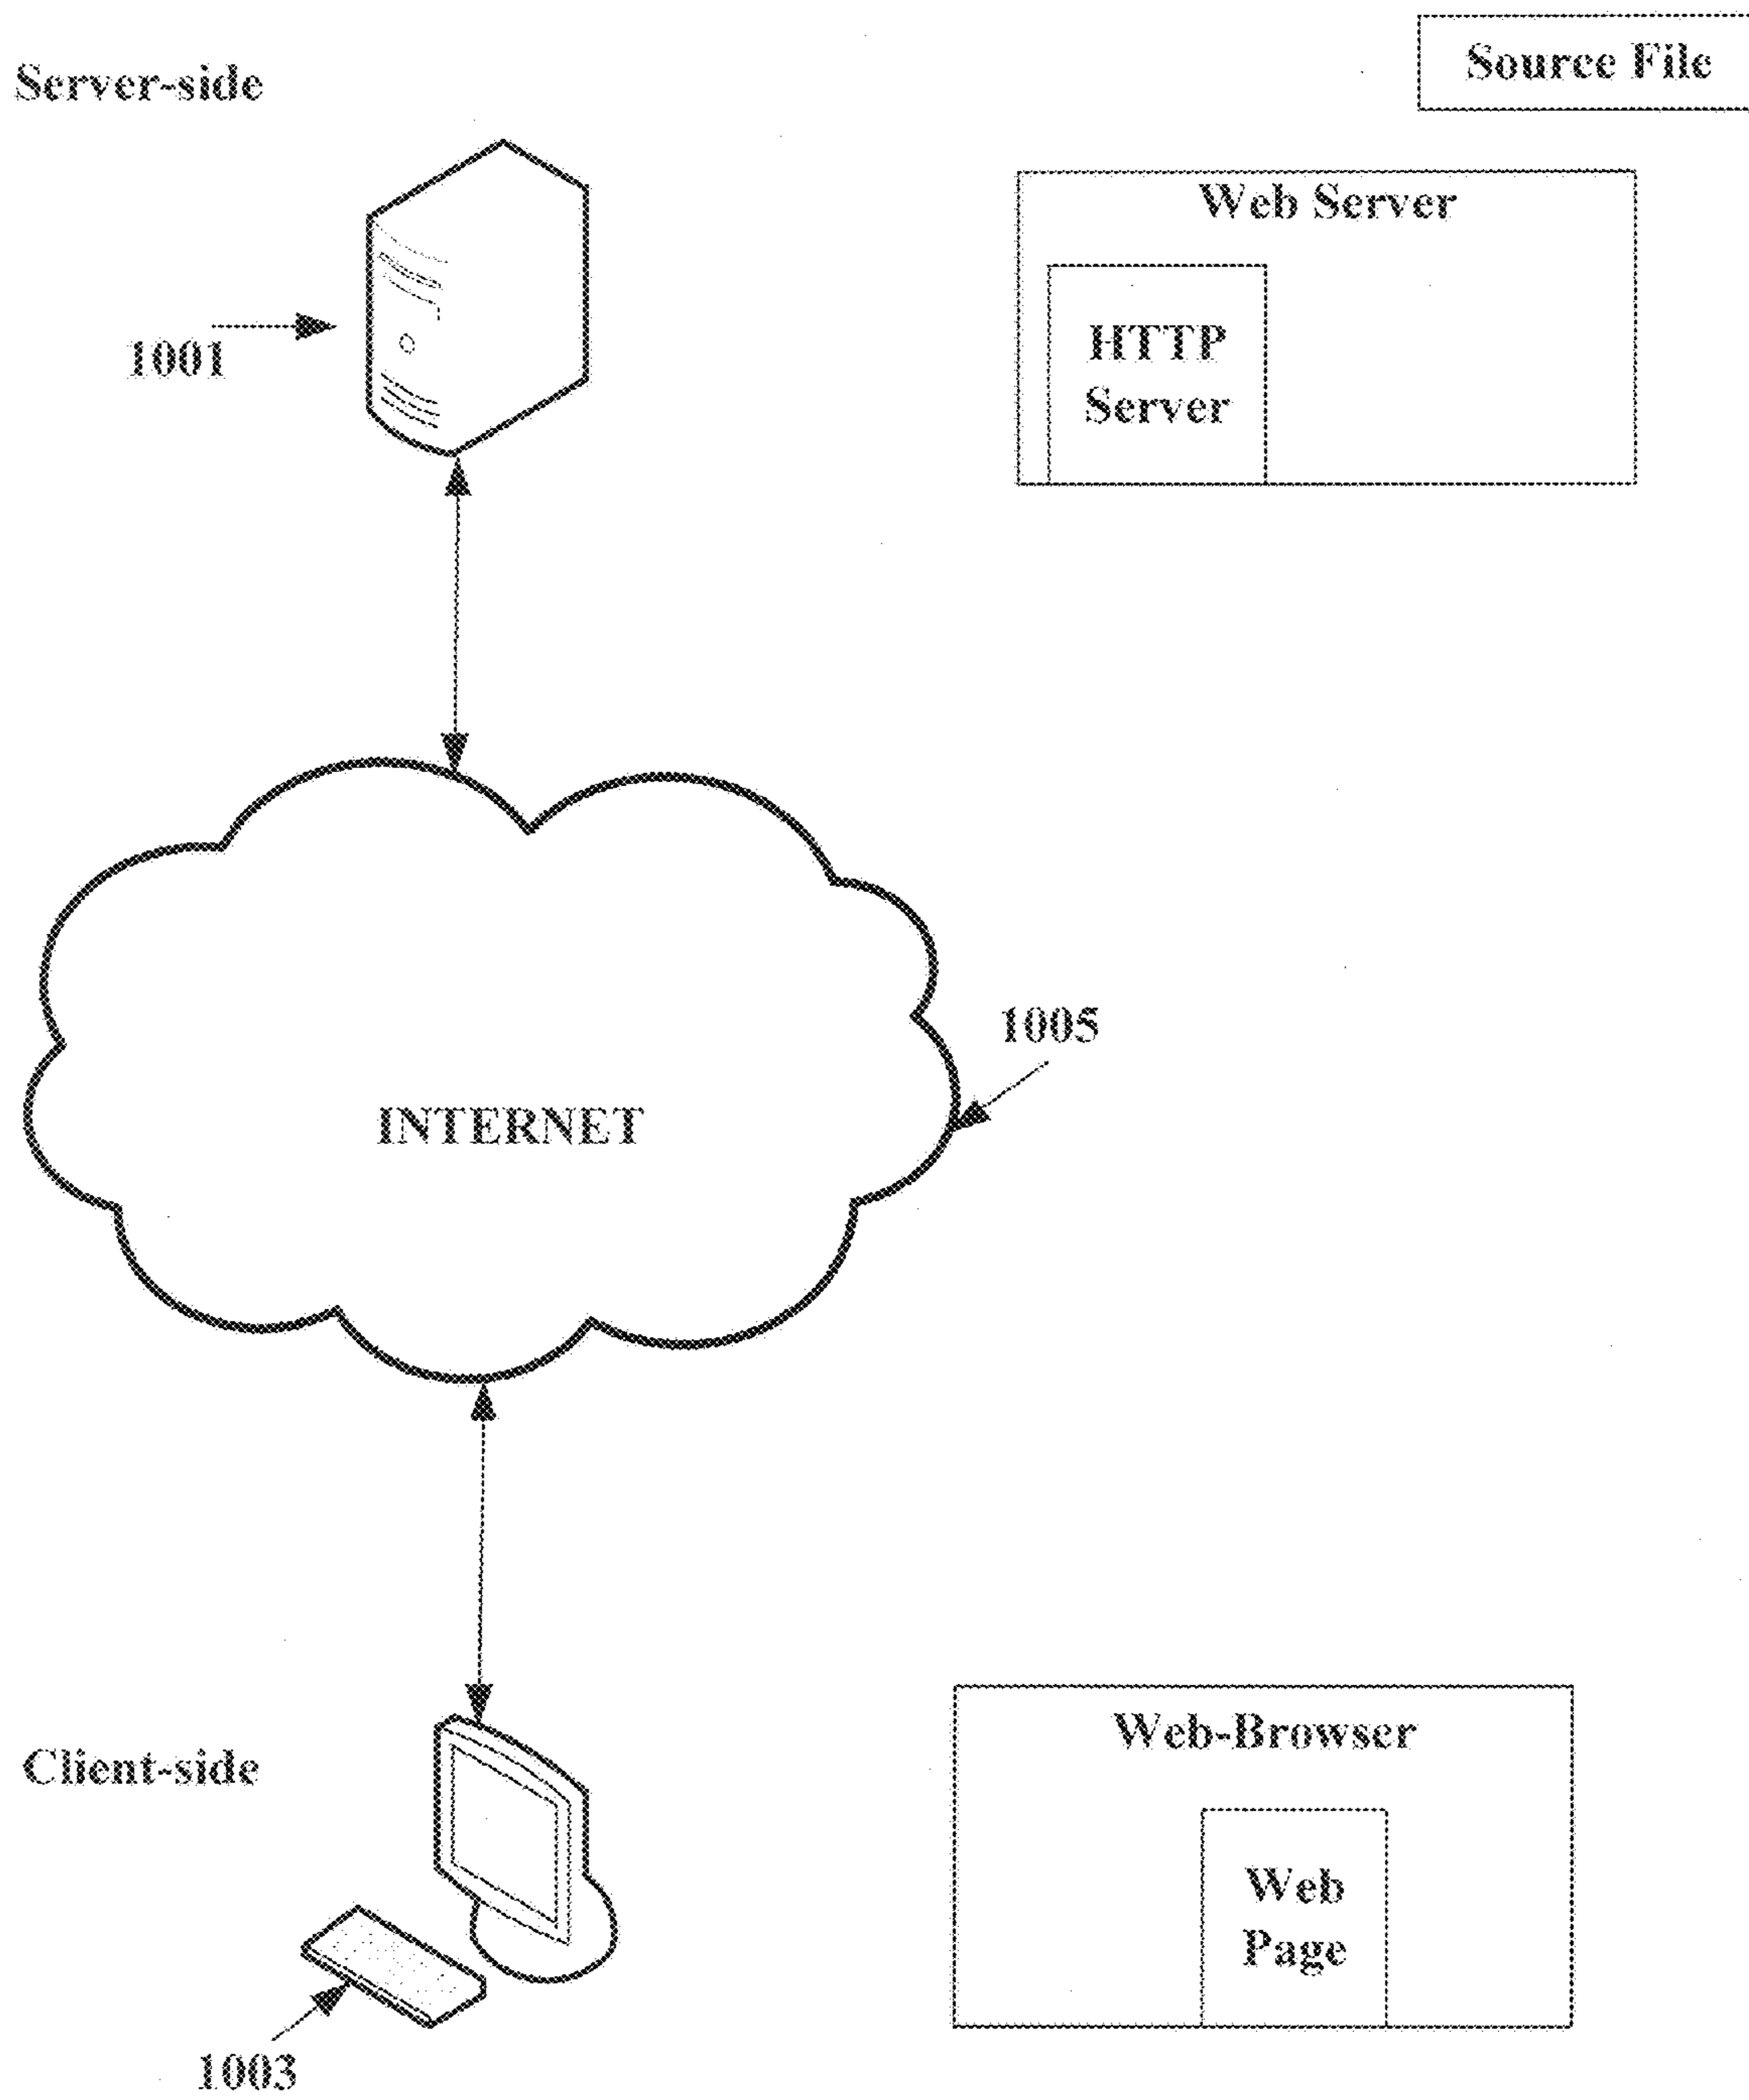 Source File
Server-side
Web Server
HTTP
Server
1001
1005
INTERNET
Web-Browser
Client-side
Web
Page
1003